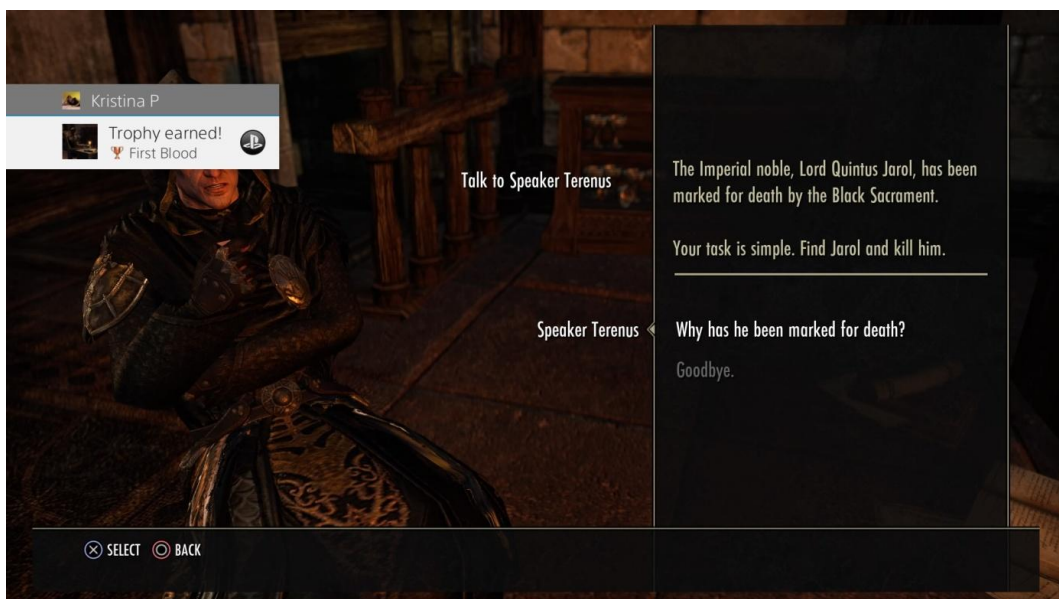 Kristina P
Trophy earned!
First Blood
Talk to Speaker Terenus
The Imperial noble, Lord Quintus Jarol, has been
marked for death by the Black Sacrament.
Your task is simple. Find Jarol and kill him.
Speaker Terenus
Why has he been marked for death?
Goodbye.
SELECT
BACK